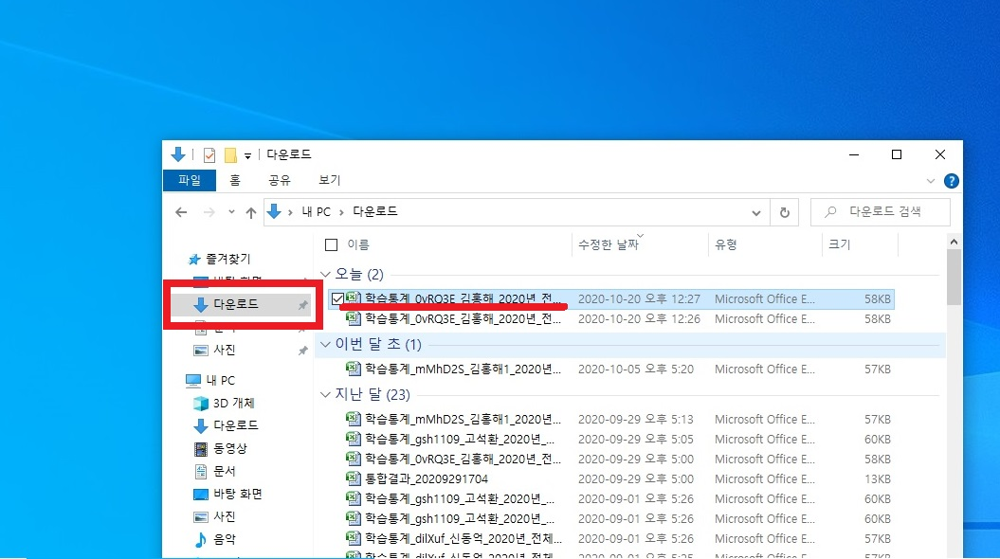 다운로드
파일 홈 공유 보기
내 PC 다운로드
다운로드 검색
이름 수정한 날짜 유형 크기
즐겨찾기
바탕 화면
다운로드
문서
사진
내 PC
3D 개체
다운로드
동영상
문서
바탕 화면
사진
음악
오늘 (2)
학습통계_0vRQ3E_김홍해_2020년_전... 2020-10-20 오후 12:27 Microsoft Office E... 58KB
학습통계_0vRQ3E_김홍해_2020년_전... 2020-10-20 오후 12:26 Microsoft Office E... 58KB
이번 달 초 (1)
학습통계_mMhD2S_김홍해1_2020년... 2020-10-05 오후 5:20 Microsoft Office E... 57KB
지난 달 (23)
학습통계_mMhD2S_김홍해1_2020년... 2020-09-29 오후 5:13 Microsoft Office E... 57KB
학습통계_gsh1109_고석환_2020년_... 2020-09-29 오후 5:05 Microsoft Office E... 60KB
학습통계_0vRQ3E_김홍해_2020년_전... 2020-09-29 오후 5:00 Microsoft Office E... 58KB
통합결과_20209291704 2020-09-29 오후 5:00 Microsoft Office E... 13KB
학습통계_gsh1109_고석환_2020년_... 2020-09-01 오후 5:26 Microsoft Office E... 60KB
학습통계_gsh1109_고석환_2020년_... 2020-09-01 오후 5:26 Microsoft Office E... 60KB
학습통계_dilXuf_신동역_2020년_전체... 2020-09-01 오후 5:26 Microsoft Office E... 57KB